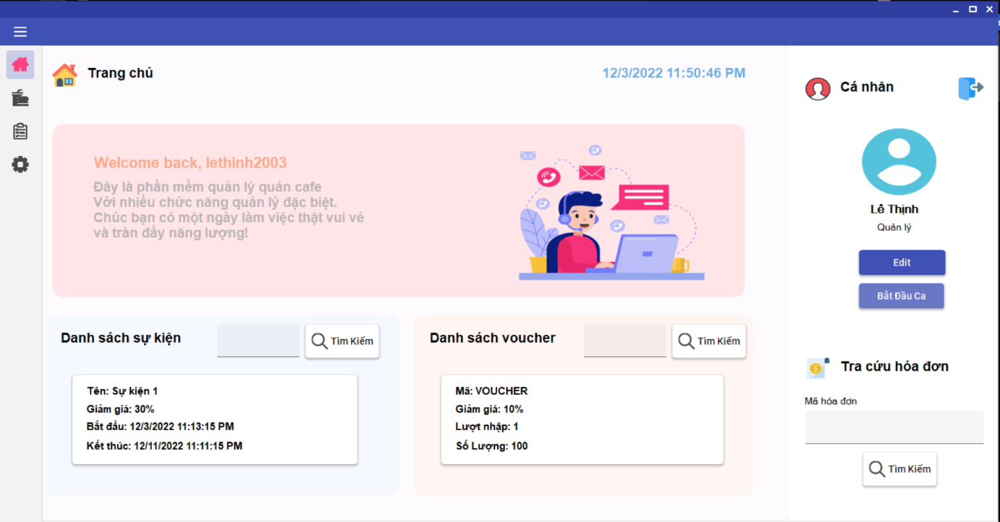 Trang chủ
12/3/2022 11:50:46 PM
Welcome back, lethinh2003
Đây là phần mềm quản lý quán cafe
Với nhiều chức năng quản lý đặc biệt.
Chúc bạn có một ngày làm việc thật vui vẻ
và tràn đầy năng lượng!
Danh sách sự kiện
Tìm Kiếm
Tên: Sự kiện 1
Giảm giá: 30%
Bắt đầu: 12/3/2022 11:13:15 PM
Kết thúc: 12/11/2022 11:11:15 PM
Danh sách voucher
Tìm Kiếm
Mã: VOUCHER
Giảm giá: 10%
Lượt nhập: 1
Số Lượng: 100
Cá nhân
Lê Thịnh
Quản lý
Edit
Bắt Đầu Ca
Tra cứu hóa đơn
Mã hóa đơn
Tìm Kiếm